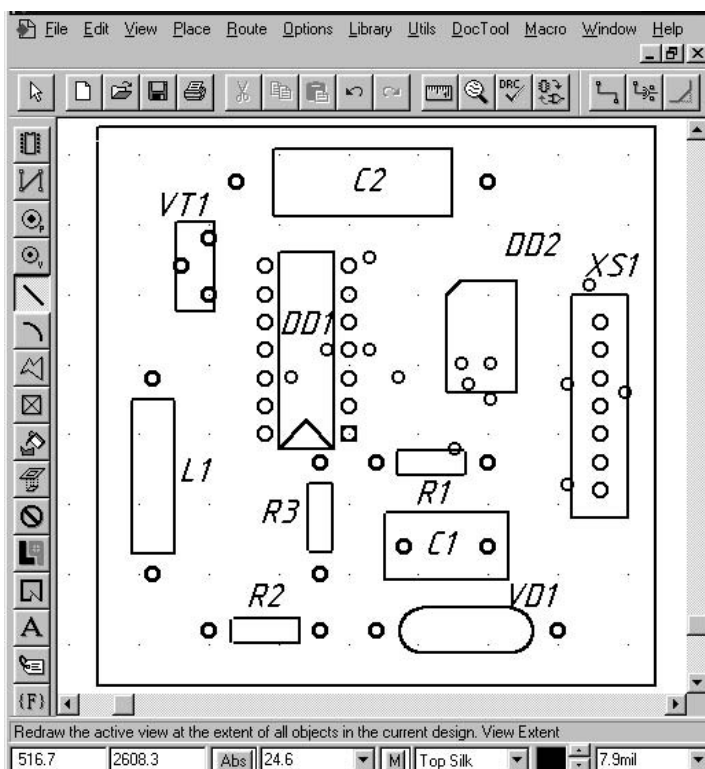 File Edit View Place Route Options Library Utils DocTool Macro Window Help
DRC
C2
VT1
DD2
XS1
DD1
L1
R1
R3
C1
R2
VD1
A
{F}
Redraw the active view at the extent of all objects in the current design. View Extent
516.7 2608.3 Abs 24.6 M Top Silk 7.9mil